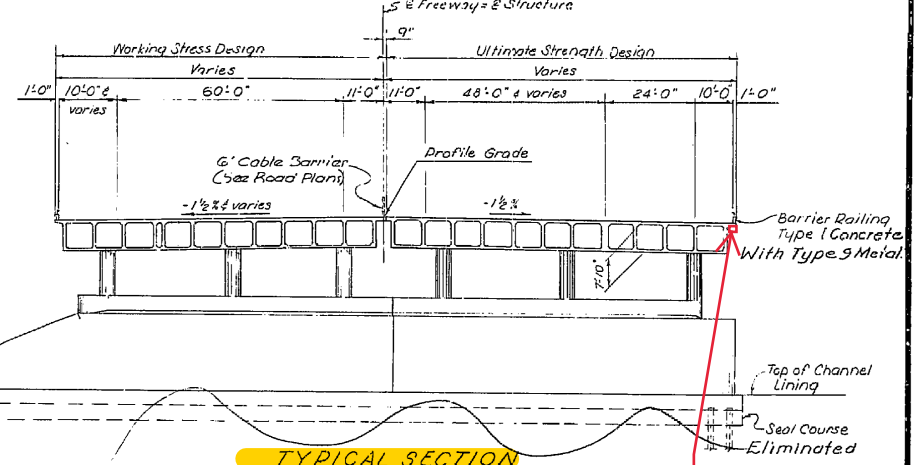 ℄ Freeway = ℄ Structure
9"
Working Stress Design
Ultimate Strength Design
Varies
Varies
1'-0"
10'-0" ¢
60'-0"
11'-0"
11'-0"
48'-0" ¢ varies
24'-0"
10'-0"
1'-0"
varies
6' Cable Barrier
(See Road Plans)
Profile Grade
-1½% ¢ varies
-1½%
Barrier Railing
Type 1 Concrete
With Type 9 Metal.
7'-10"
Top of Channel
Lining
Seal Course
Eliminated
TYPICAL SECTION